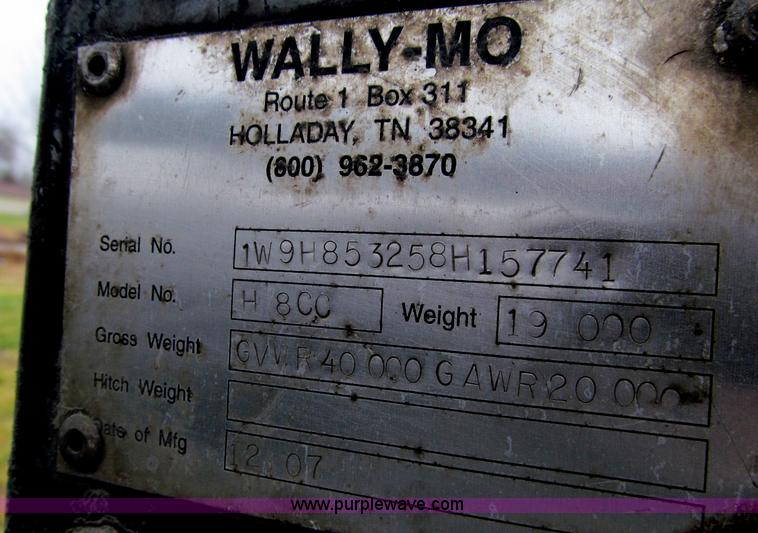 WALLY-MO
Route 1 Box 311
HOLLADAY, TN 38341
(800) 962-3870
Serial No. 1W9H853258H157741
Model No. H 8CC Weight 19 000
Gross Weight GVWR 40 000 GAWR 20 000
Hitch Weight
Date of Mfg 12 07
www.purplewave.com